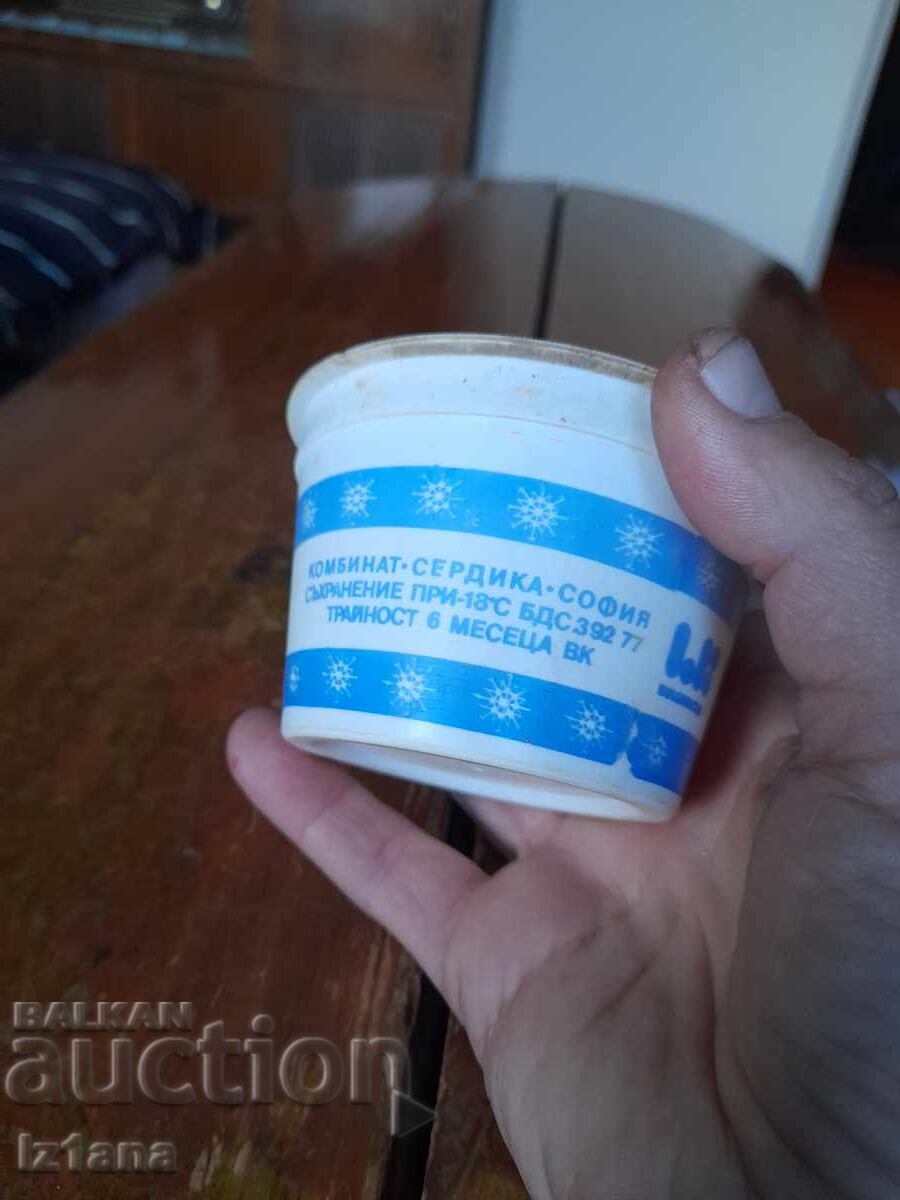 КОМБИНАТ·СЕРДИКА·СОФИЯ
СЪХРАНЕНИЕ ПРИ-18°C БДС 392 77
ТРАЙНОСТ 6 МЕСЕЦА ВК
BALKAN
auction
Iz1ana